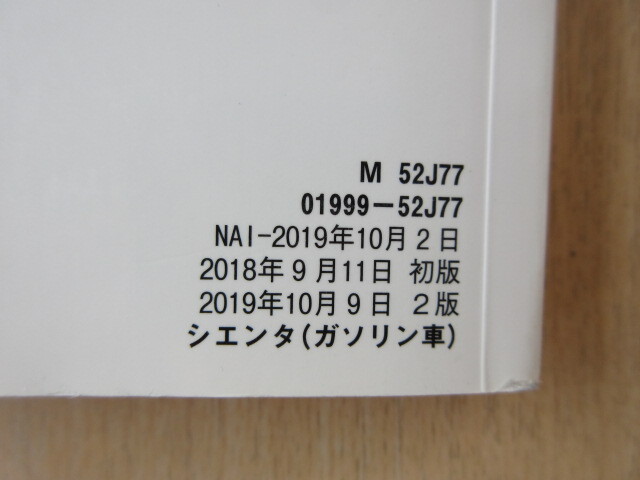 M 52J77
01999-52J77
NAI-2019年10月2日
2018年9月11日 初版
2019年10月9日 2版
シエンタ(ガソリン車)